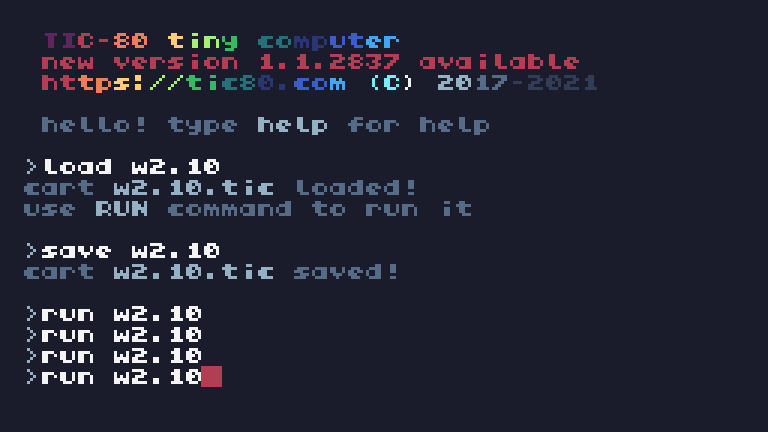 TIC-80 tiny computer
new version 1.1.2837 available
https://tic80.com (C) 2017-2021
hello! type help for help
>load w2.10
cart w2.10.tic loaded!
use RUN command to run it
>save w2.10
cart w2.10.tic saved!
>run w2.10
>run w2.10
>run w2.10
>run w2.10